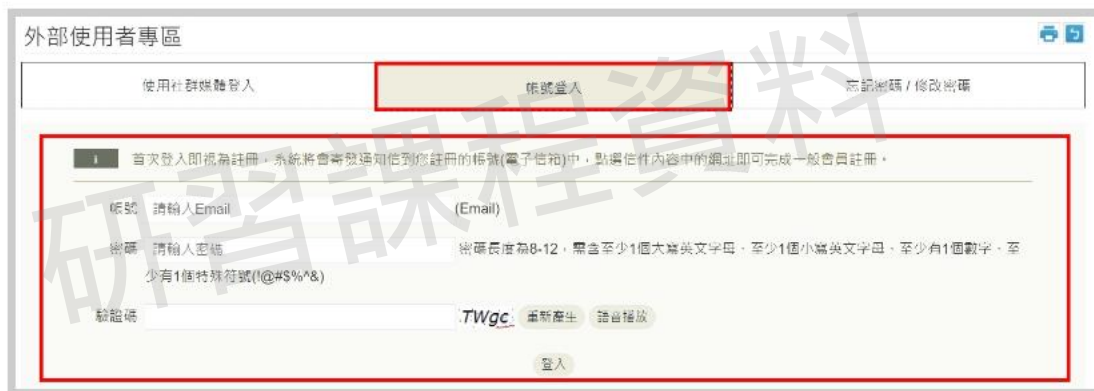 外部使用者專區
使用社群媒體登入 帳號登入 忘記密碼 / 修改密碼
研習課程資料
i 首次登入即視為註冊，系統將會寄發通知信到您註冊的帳號(電子信箱)中，點選信件內容中的網址即可完成一般會員註冊。
帳號 請輸入Email (Email)
密碼 請輸入密碼 密碼長度為8-12，需含至少1個大寫英文字母、至少1個小寫英文字母、至少有1個數字、至
少有1個特殊符號(!@#$%^&)
驗證碼 TWgc 重新產生 語音播放
登入